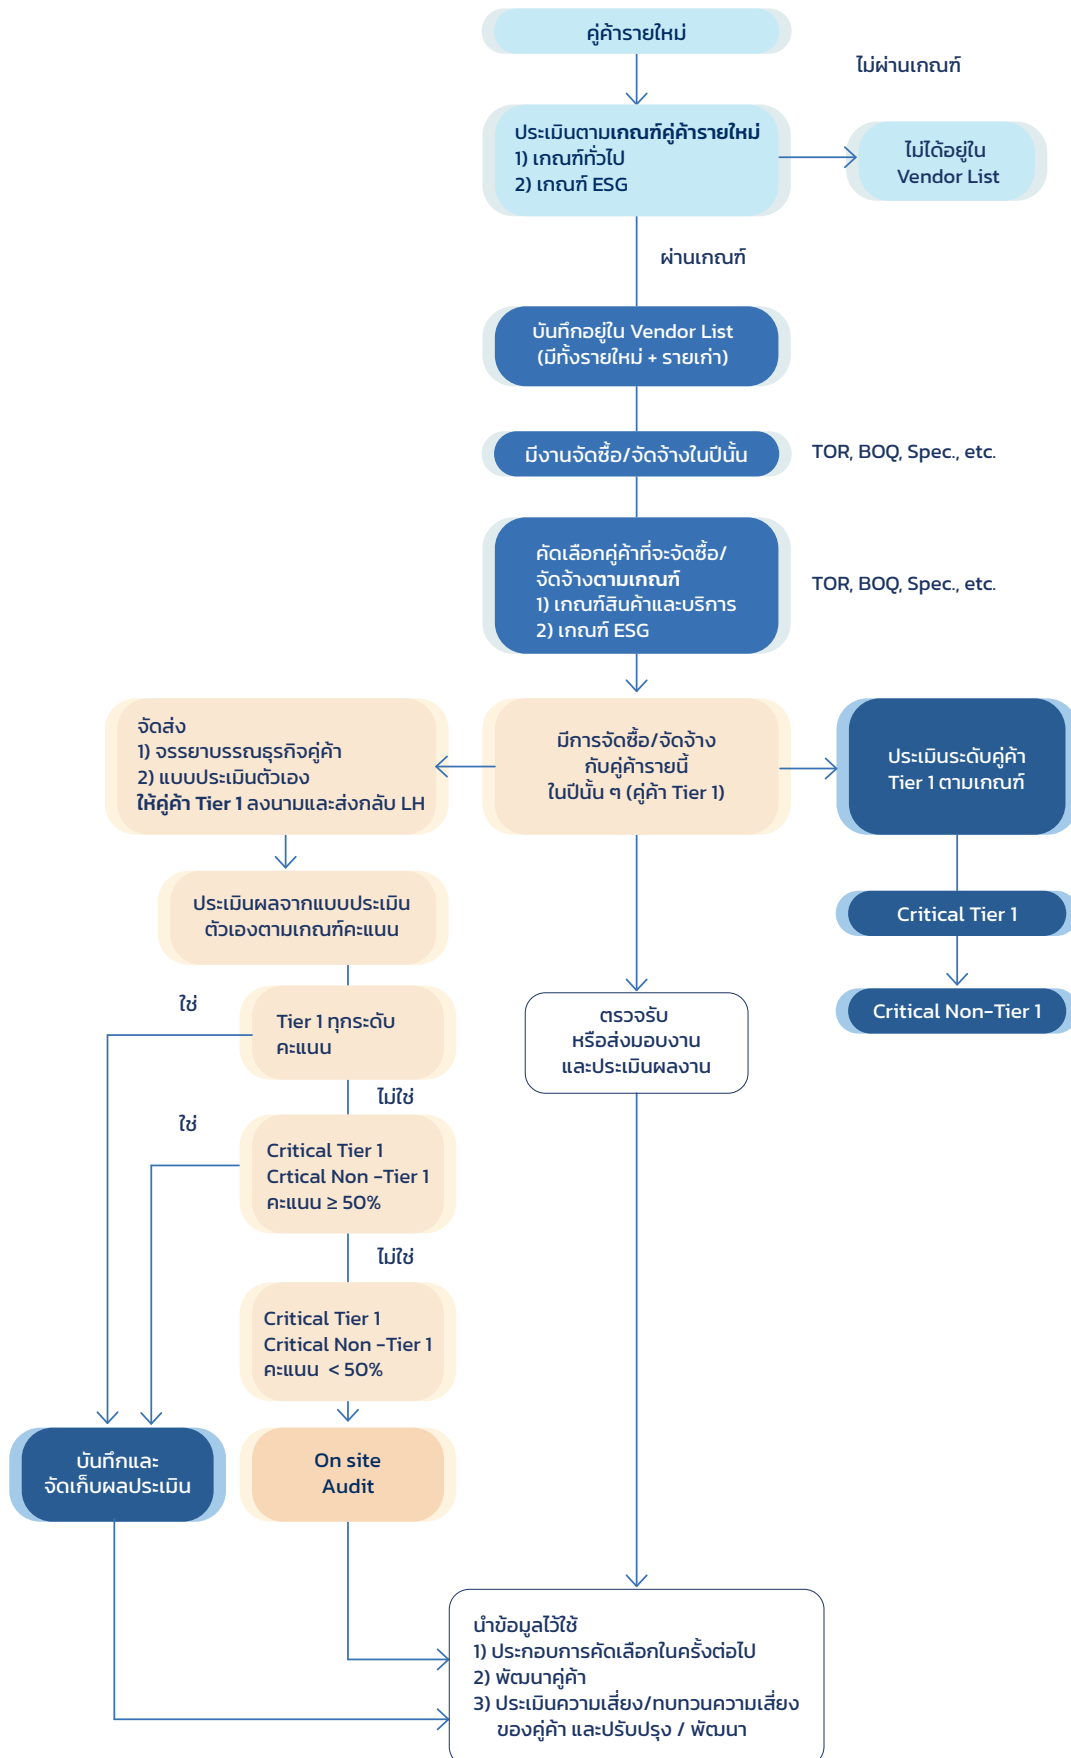 คู่ค้ารายใหม่
ไม่ผ่านเกณฑ์
ประเมินตามเกณฑ์คู่ค้ารายใหม่
1) เกณฑ์ทั่วไป
2) เกณฑ์ ESG
ไม่ได้อยู่ใน
Vendor List
ผ่านเกณฑ์
บันทึกอยู่ใน Vendor List
(มีทั้งรายใหม่ + รายเก่า)
มีงานจัดซื้อ/จัดจ้างในปีนั้น
TOR, BOQ, Spec., etc.
คัดเลือกคู่ค้าที่จะจัดซื้อ/
จัดจ้างตามเกณฑ์
1) เกณฑ์สินค้าและบริการ
2) เกณฑ์ ESG
TOR, BOQ, Spec., etc.
จัดส่ง
1) จรรยาบรรณธุรกิจคู่ค้า
2) แบบประเมินตัวเอง
ให้คู่ค้า Tier 1 ลงนามและส่งกลับ LH
มีการจัดซื้อ/จัดจ้าง
กับคู่ค้ารายนี้
ในปีนั้น ๆ (คู่ค้า Tier 1)
ประเมินระดับคู่ค้า
Tier 1 ตามเกณฑ์
ประเมินผลจากแบบประเมิน
ตัวเองตามเกณฑ์คะแนน
Critical Tier 1
Critical Non-Tier 1
ใช่
Tier 1 ทุกระดับ
คะแนน
ตรวจรับ
หรือส่งมอบงาน
และประเมินผลงาน
ไม่ใช่
ใช่
Critical Tier 1
Crtical Non -Tier 1
คะแนน ≥ 50%
ไม่ใช่
Critical Tier 1
Critical Non -Tier 1
คะแนน < 50%
บันทึกและ
จัดเก็บผลประเมิน
On site
Audit
นำข้อมูลไว้ใช้
1) ประกอบการคัดเลือกในครั้งต่อไป
2) พัฒนาคู่ค้า
3) ประเมินความเสี่ยง/ทบทวนความเสี่ยง
ของคู่ค้า และปรับปรุง / พัฒนา